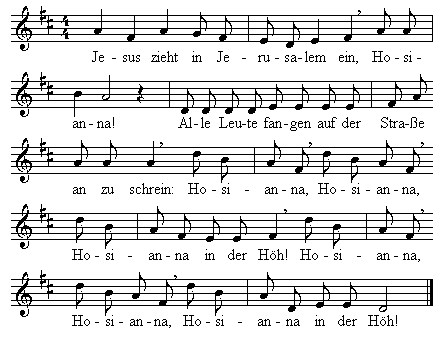 4
4
Je - sus zieht in Je - ru - sa - lem ein, Ho - si -
an - na! Al - le Leu - te fan - gen auf der Stra - ße
an zu schrein: Ho - si - an - na, Ho - si - an - na,
Ho - si - an - na in der Höh! Ho - si - an - na,
Ho - si - an - na, Ho - si - an - na in der Höh!